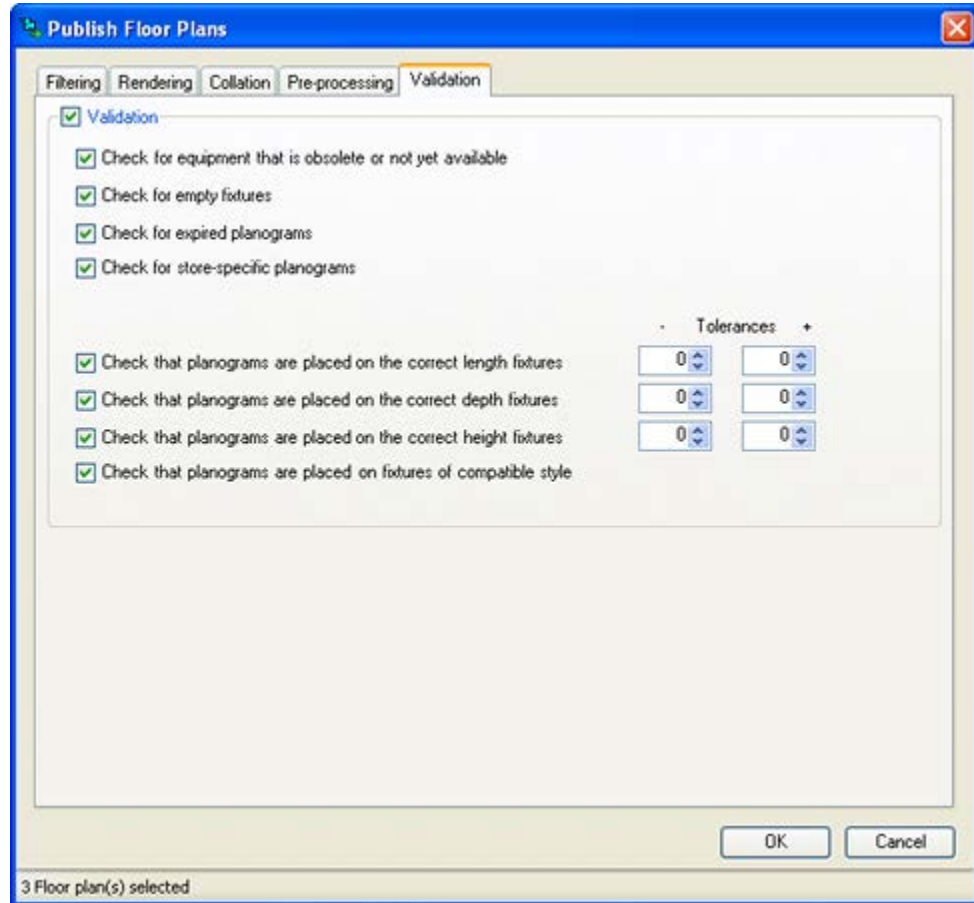 Publish Floor Plans
Filtering Rendering Collation Pre-processing Validation
Validation
Check for equipment that is obsolete or not yet available
Check for empty fixtures
Check for expired planograms
Check for store-specific planograms
- Tolerances +
Check that planograms are placed on the correct length fixtures 0 0
Check that planograms are placed on the correct depth fixtures 0 0
Check that planograms are placed on the correct height fixtures 0 0
Check that planograms are placed on fixtures of compatible style
OK Cancel
3 Floor plan(s) selected